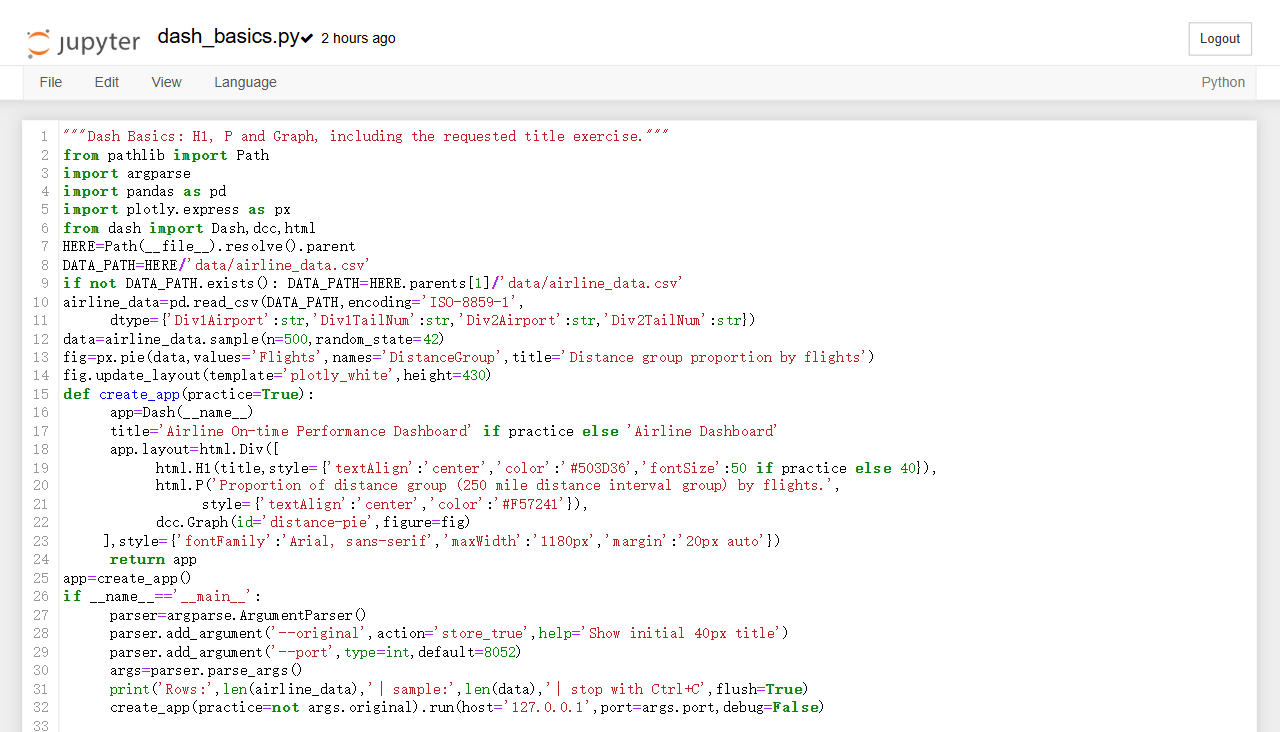 jupyter dash_basics.py✔ 2 hours ago Logout
File Edit View Language Python
1 """Dash Basics: H1, P and Graph, including the requested title exercise."""
2 from pathlib import Path
3 import argparse
4 import pandas as pd
5 import plotly.express as px
6 from dash import Dash,dcc,html
7 HERE=Path(__file__).resolve().parent
8 DATA_PATH=HERE/'data/airline_data.csv'
9 if not DATA_PATH.exists(): DATA_PATH=HERE.parents[1]/'data/airline_data.csv'
10 airline_data=pd.read_csv(DATA_PATH,encoding='ISO-8859-1',
11     dtype={'Div1Airport':str,'Div1TailNum':str,'Div2Airport':str,'Div2TailNum':str})
12 data=airline_data.sample(n=500,random_state=42)
13 fig=px.pie(data,values='Flights',names='DistanceGroup',title='Distance group proportion by flights')
14 fig.update_layout(template='plotly_white',height=430)
15 def create_app(practice=True):
16     app=Dash(__name__)
17     title='Airline On-time Performance Dashboard' if practice else 'Airline Dashboard'
18     app.layout=html.Div([
19         html.H1(title,style={'textAlign':'center','color':'#503D36','fontSize':50 if practice else 40}),
20         html.P('Proportion of distance group (250 mile distance interval group) by flights.',
21             style={'textAlign':'center','color':'#F57241'}),
22         dcc.Graph(id='distance-pie',figure=fig)
23     ],style={'fontFamily':'Arial, sans-serif','maxWidth':'1180px','margin':'20px auto'})
24     return app
25 app=create_app()
26 if __name__=='__main__':
27     parser=argparse.ArgumentParser()
28     parser.add_argument('--original',action='store_true',help='Show initial 40px title')
29     parser.add_argument('--port',type=int,default=8052)
30     args=parser.parse_args()
31     print('Rows:',len(airline_data),'| sample:',len(data),'| stop with Ctrl+C',flush=True)
32     create_app(practice=not args.original).run(host='127.0.0.1',port=args.port,debug=False)
33